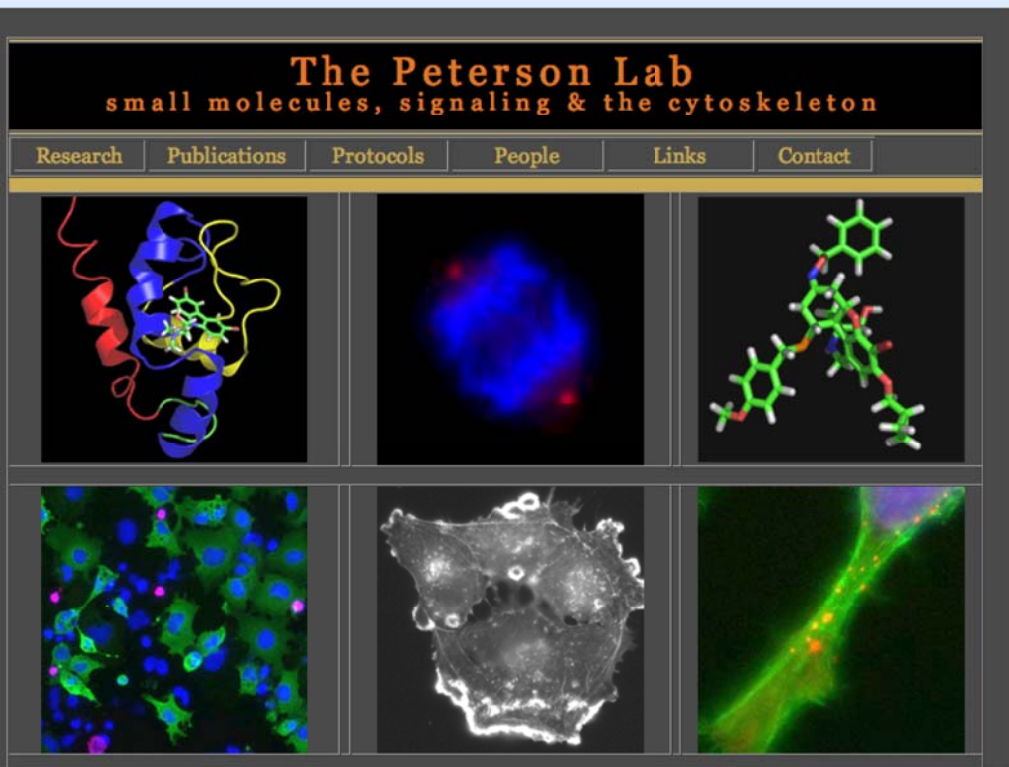 The Peterson Lab
small molecules, signaling & the cytoskeleton
Research Publications Protocols People Links Contact